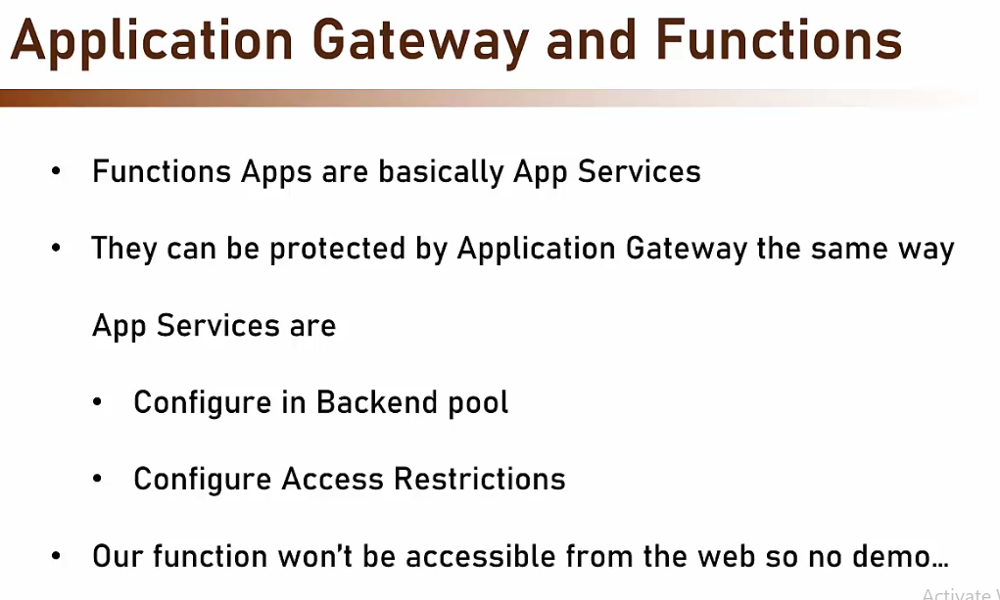 Application Gateway and Functions
• Functions Apps are basically App Services
• They can be protected by Application Gateway the same way
App Services are
• Configure in Backend pool
• Configure Access Restrictions
• Our function won't be accessible from the web so no demo...
Activate